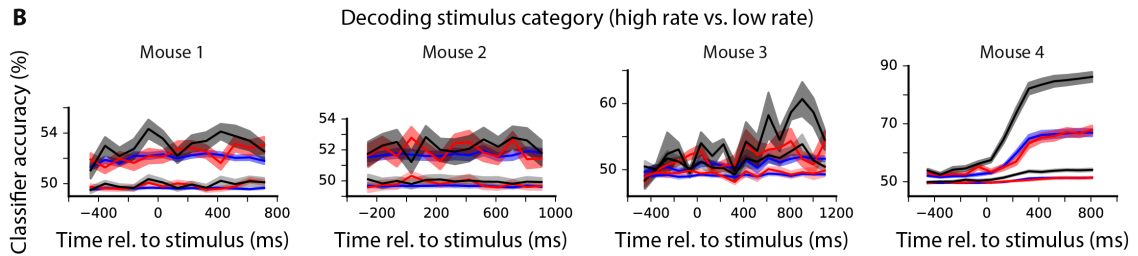 B
Decoding stimulus category (high rate vs. low rate)
Classifier accuracy (%)
Mouse 1
54
50
−400 0 400 800
Time rel. to stimulus (ms)
Mouse 2
54
52
50
−200 200 600 1000
Time rel. to stimulus (ms)
Mouse 3
60
50
−400 0 400 800 1200
Time rel. to stimulus (ms)
Mouse 4
90
70
50
−400 0 400 800
Time rel. to stimulus (ms)